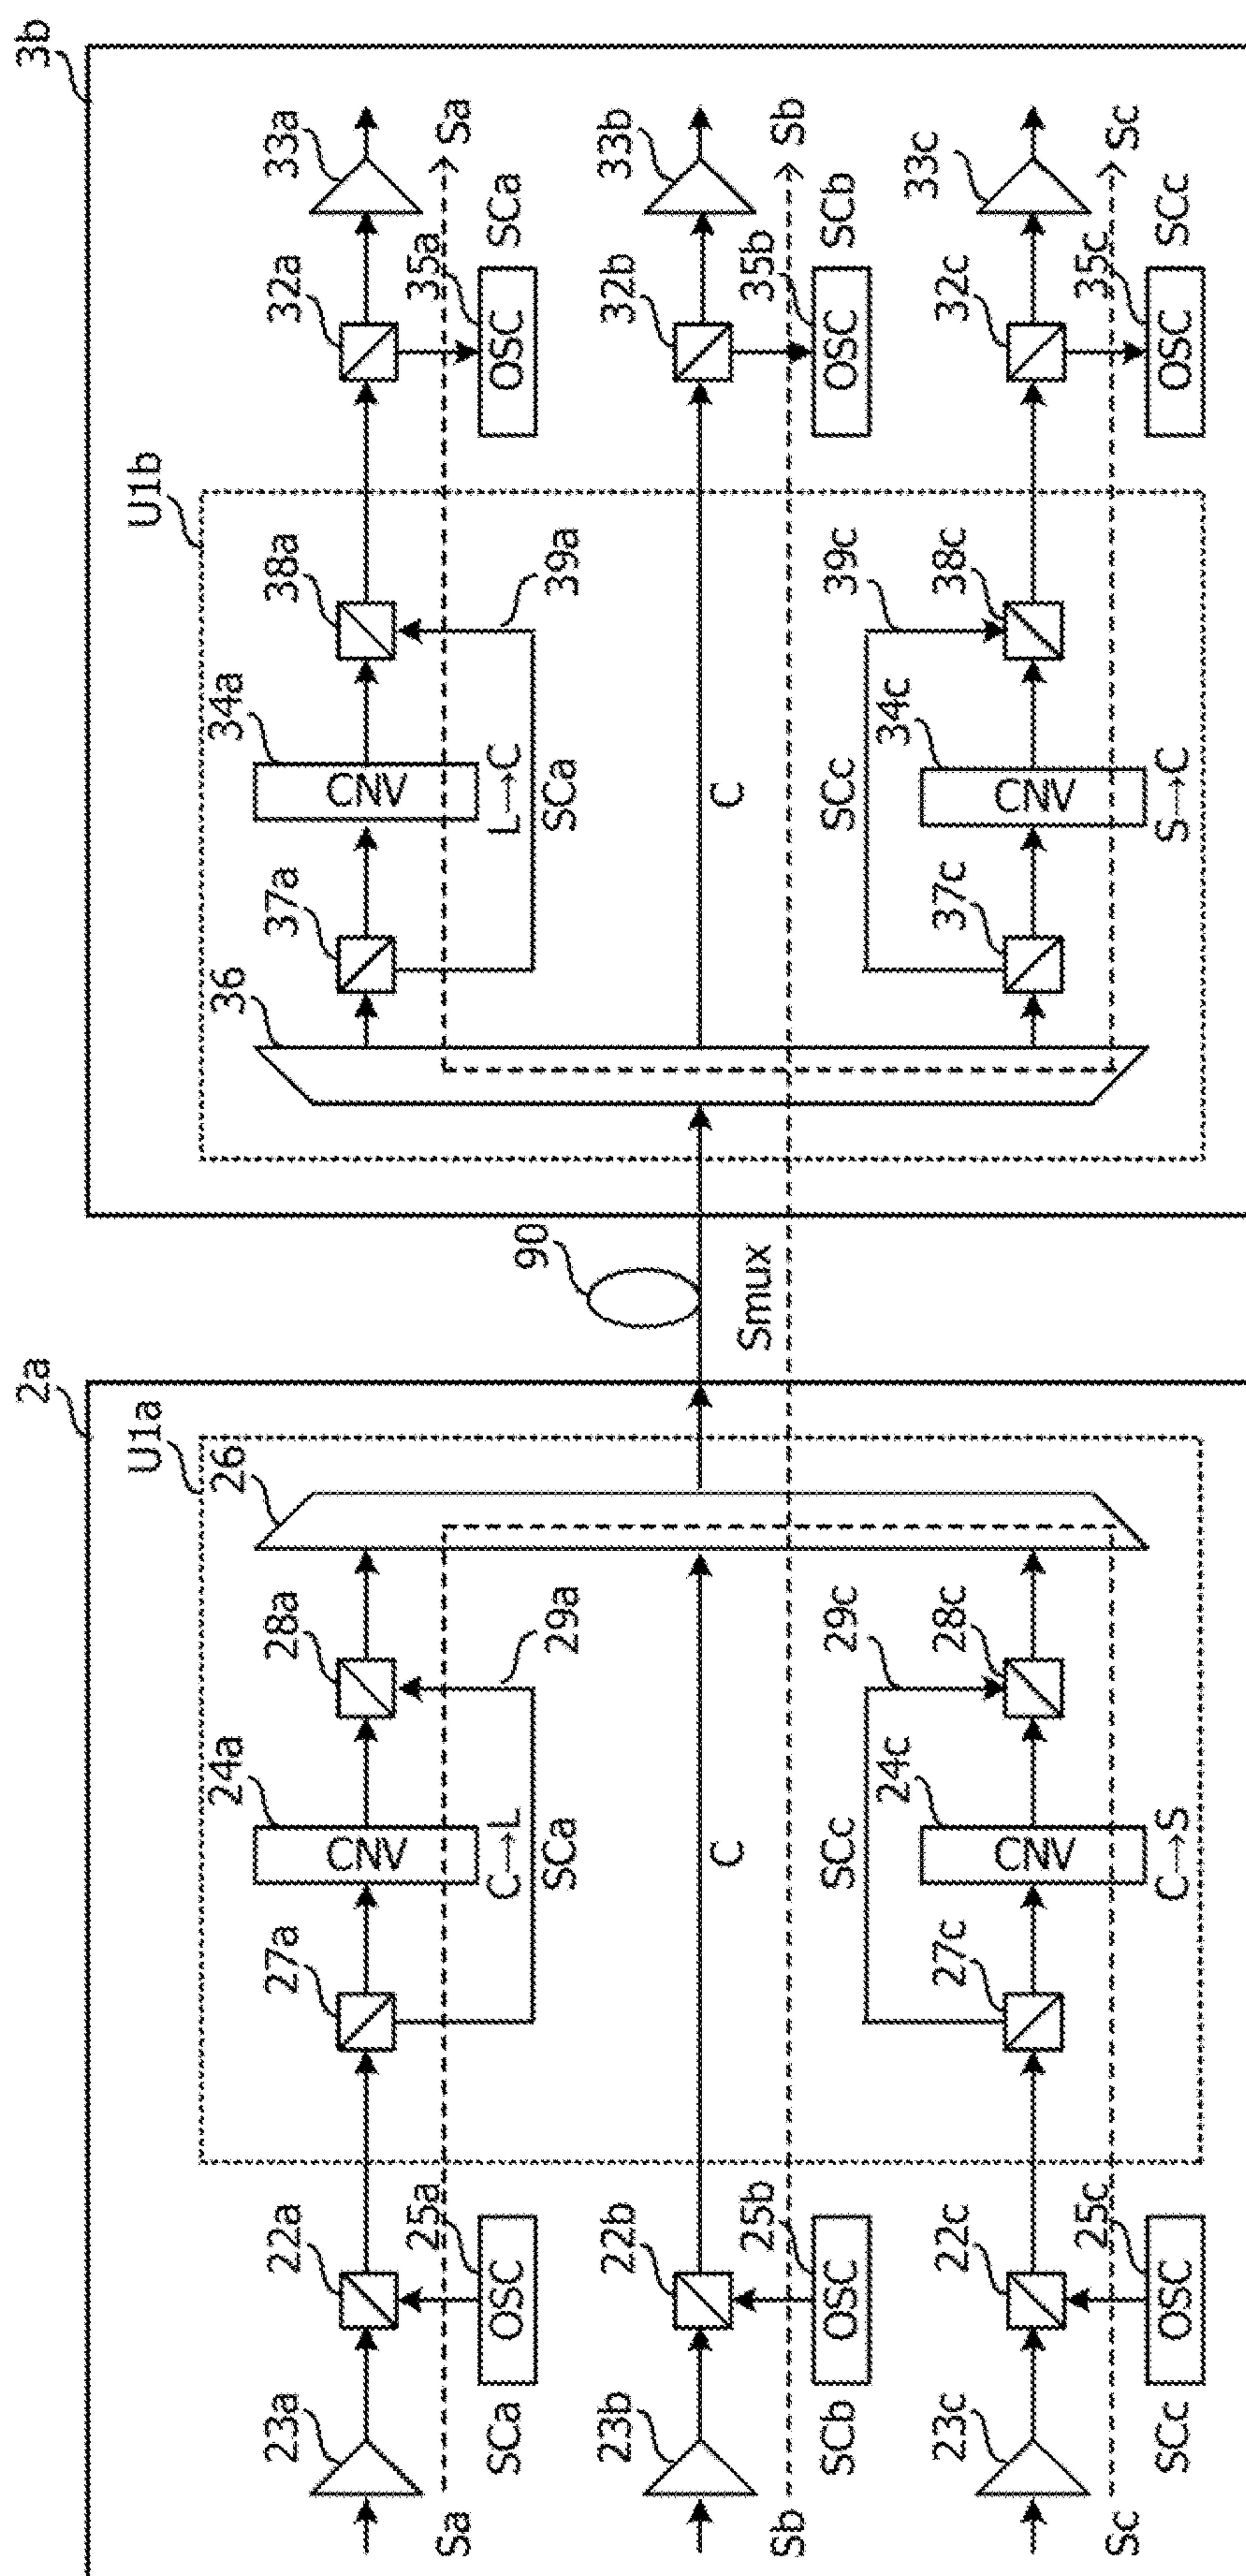 2a
U1a
23a
22a
27a
24a
CNV
28a
26
Sa
25a
C→L
SCa
OSC
SCa
29a
90
23b
22b
C
Sb
25b
SCb
OSC
Smux
23c
22c
27c
SCc
24c
CNV
29c
28c
Sc
25c
C→S
SCc
OSC
3b
U1b
36
37a
34a
CNV
38a
32a
33a
L→C
SCa
39a
35a
Sa
OSC
SCa
C
32b
33b
35b
Sb
OSC
SCb
SCc
39c
37c
34c
CNV
38c
32c
33c
S→C
35c
Sc
OSC
SCc